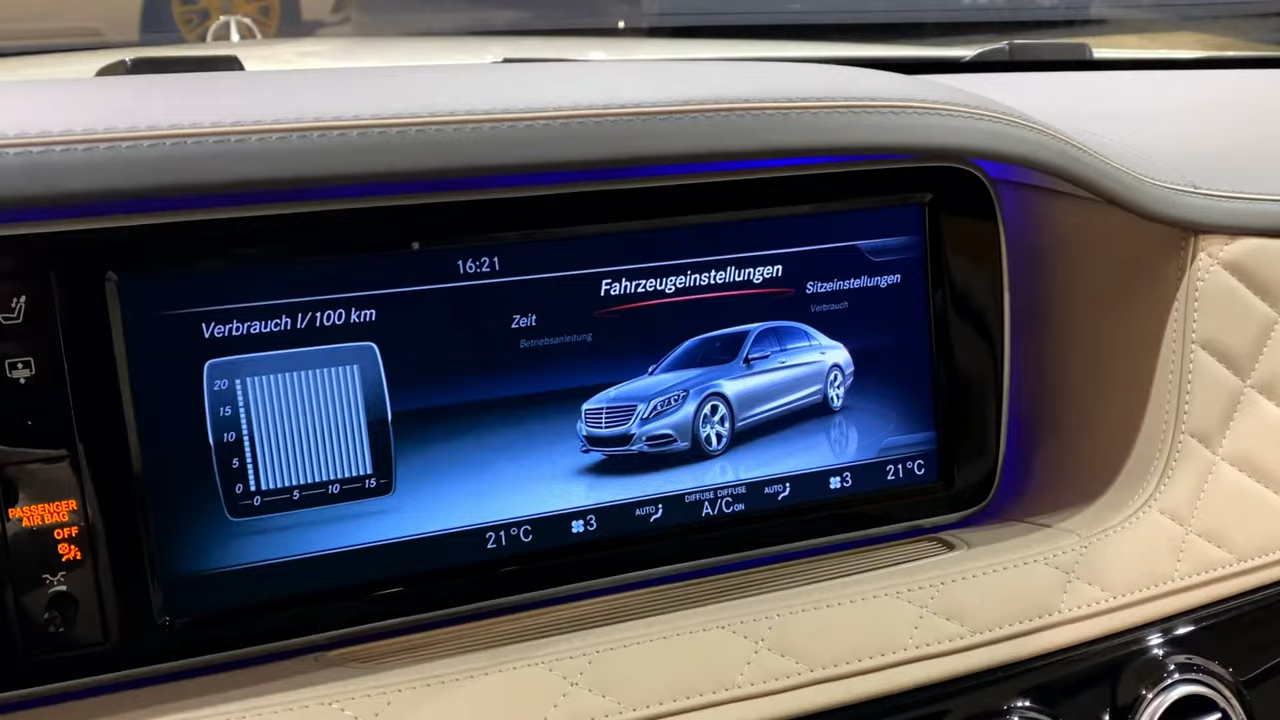 16:21
Fahrzeugeinstellungen
Sitzeinstellungen
Verbrauch
Verbrauch l/100 km
Zeit
Betriebsanleitung
20
15
10
5
0
0 5 10 15
PASSENGER
AIR BAG
OFF
21°C 3 AUTO DIFFUSE DIFFUSE AUTO 3 21°C
A/C ON